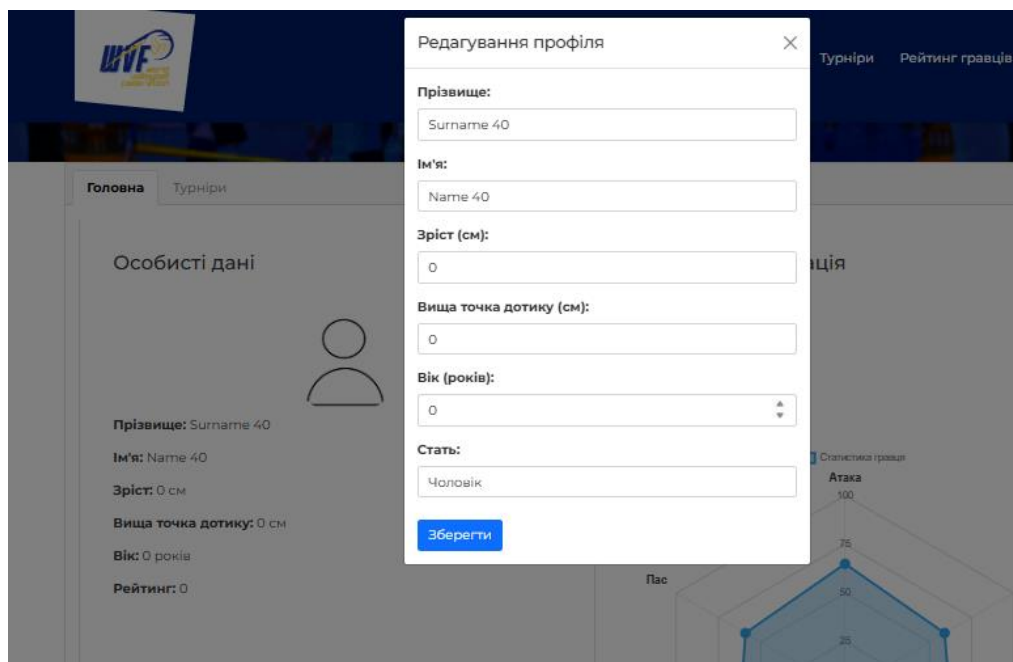 WVF
Турніри Рейтинг гравців
Редагування профіля
Прізвище:
Surname 40
Ім'я:
Name 40
Зріст (см):
0
Вища точка дотику (см):
0
Вік (років):
0
Стать:
Чоловік
Зберегти
Головна Турніри
Особисті дані
Прізвище: Surname 40
Ім'я: Name 40
Зріст: 0 см
Вища точка дотику: 0 см
Вік: 0 років
Рейтинг: 0
ація
Статистика гравця
Атака
100
75
50
25
Пас